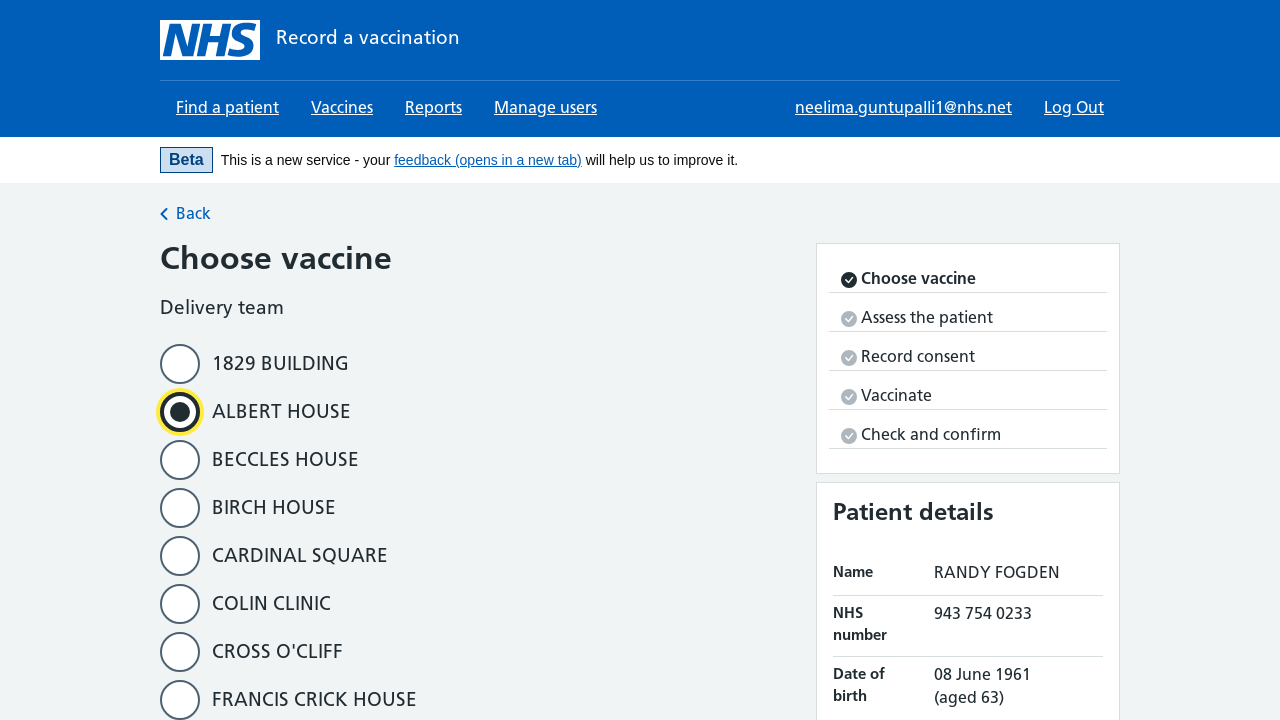 NHS Record a vaccination
Find a patient Vaccines Reports Manage users neelima.guntupalli1@nhs.net Log Out
Beta This is a new service - your feedback (opens in a new tab) will help us to improve it.
Back
Choose vaccine
Delivery team
1829 BUILDING
ALBERT HOUSE
BECCLES HOUSE
BIRCH HOUSE
CARDINAL SQUARE
COLIN CLINIC
CROSS O'CLIFF
FRANCIS CRICK HOUSE
Choose vaccine
Assess the patient
Record consent
Vaccinate
Check and confirm
Patient details
Name RANDY FOGDEN
NHS number 943 754 0233
Date of birth 08 June 1961
(aged 63)